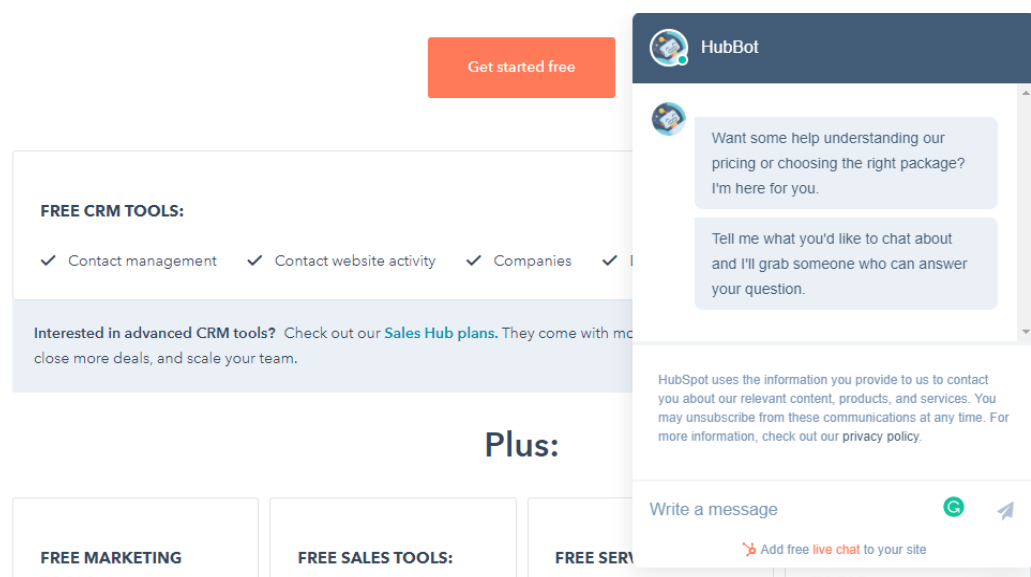 Get started free
FREE CRM TOOLS:
Contact management
Contact website activity
Companies
Interested in advanced CRM tools? Check out our Sales Hub plans. They come with
close more deals, and scale your team.
Plus:
FREE MARKETING
FREE SALES TOOLS:
FREE
HubBot
Want some help understanding our
pricing or choosing the right package?
I'm here for you.
Tell me what you'd like to chat about
and I'll grab someone who can answer
your question.
HubSpot uses the information you provide to us to contact
you about our relevant content, products, and services. You
may unsubscribe from these communications at any time. For
more information, check out our privacy policy.
Write a message
Add free live chat to your site